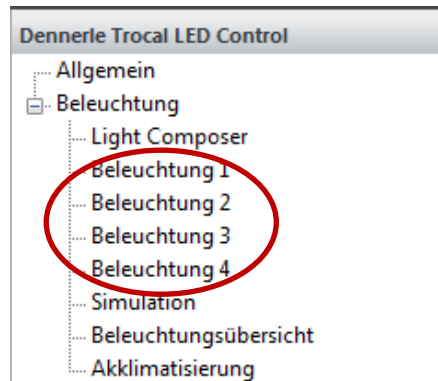 Dennerle Trocal LED Control
Allgemein
Beleuchtung
Light Composer
Beleuchtung 1
Beleuchtung 2
Beleuchtung 3
Beleuchtung 4
Simulation
Beleuchtungsübersicht
Akklimatisierung